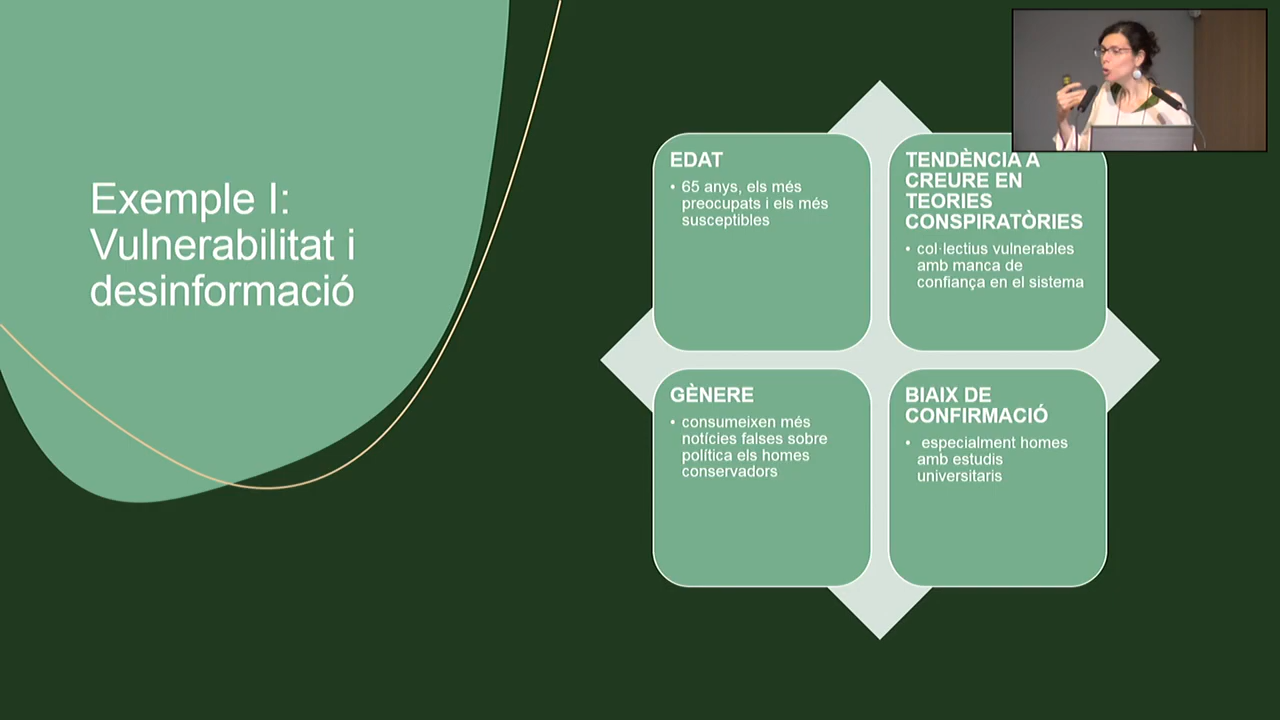 Exemple I:
Vulnerabilitat i
desinformació
EDAT
• 65 anys, els més
preocupats i els més
susceptibles
TENDÈNCIA A
CREURE EN
TEORIES
CONSPIRATÒRIES
• col·lectius vulnerables
amb manca de
confiança en el sistema
GÈNERE
• consumeixen més
notícies falses sobre
política els homes
conservadors
BIAIX DE
CONFIRMACIÓ
• especialment homes
amb estudis
universitaris